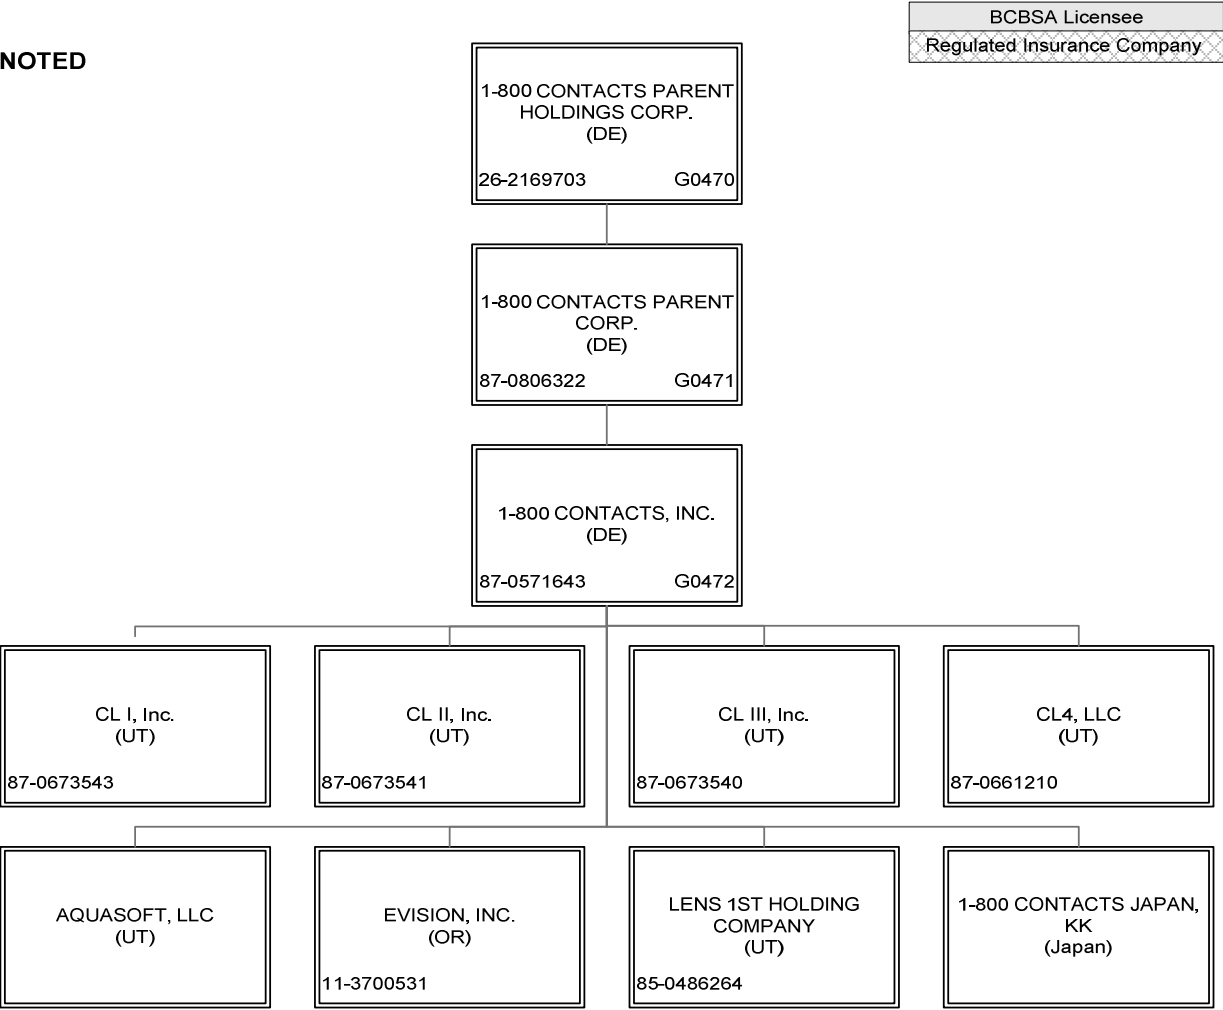 BCBSA Licensee
Regulated Insurance Company
NOTED
1-800 CONTACTS PARENT
HOLDINGS CORP.
(DE)
26-2169703 G0470
1-800 CONTACTS PARENT
CORP.
(DE)
87-0806322 G0471
1-800 CONTACTS, INC.
(DE)
87-0571643 G0472
CL I, Inc.
(UT)
87-0673543
CL II, Inc.
(UT)
87-0673541
CL III, Inc.
(UT)
87-0673540
CL4, LLC
(UT)
87-0661210
AQUASOFT, LLC
(UT)
EVISION, INC.
(OR)
11-3700531
LENS 1ST HOLDING
COMPANY
(UT)
85-0486264
1-800 CONTACTS JAPAN,
KK
(Japan)